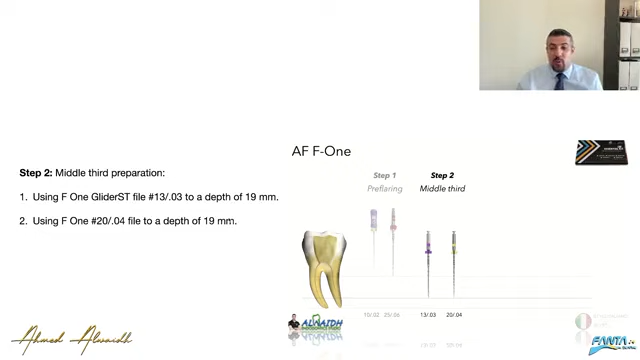 AF F-One
Step 2: Middle third preparation:
1. Using F One GliderST file #13/.03 to a depth of 19 mm.
2. Using F One #20/.04 file to a depth of 19 mm.
Step 1
Preflaring
Step 2
Middle third
10/.02
25/.06
13/.03
20/.04
ALWAIDH
Ahmed Alwaidh
FANTA